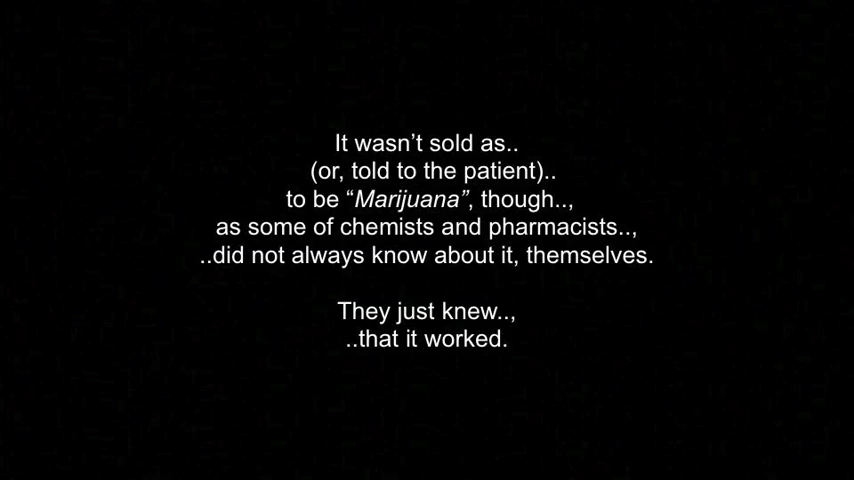 It wasn’t sold as..
(or, told to the patient)..
to be “Marijuana”, though..,
as some of chemists and pharmacists..,
..did not always know about it, themselves.
They just knew..,
..that it worked.